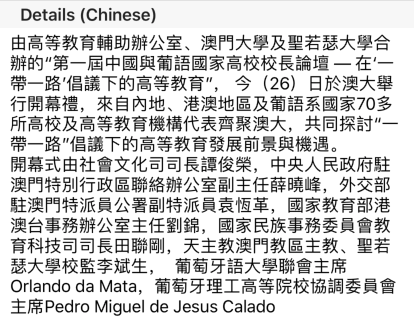 Details (Chinese)
由高等教育輔助辦公室、澳門大學及聖若瑟大學合
辦的“第一屆中國與葡語國家高校校長論壇 — 在‘一
帶一路’倡議下的高等教育”， 今（26）日於澳大舉
行開幕禮，來自內地、港澳地區及葡語系國家70多
所高校及高等教育機構代表齊聚澳大，共同探討“一
帶一路”倡議下的高等教育發展前景與機遇。
開幕式由社會文化司司長譚俊榮，中央人民政府駐
澳門特別行政區聯絡辦公室副主任薛曉峰，外交部
駐澳門特派員公署副特派員袁恆革，國家教育部港
澳台事務辦公室主任劉錦，國家民族事務委員會教
育科技司司長田聯剛，天主教澳門教區主教、聖若
瑟大學校監李斌生， 葡萄牙語大學聯會主席
Orlando da Mata，葡萄牙理工高等院校協調委員會
主席Pedro Miguel de Jesus Calado